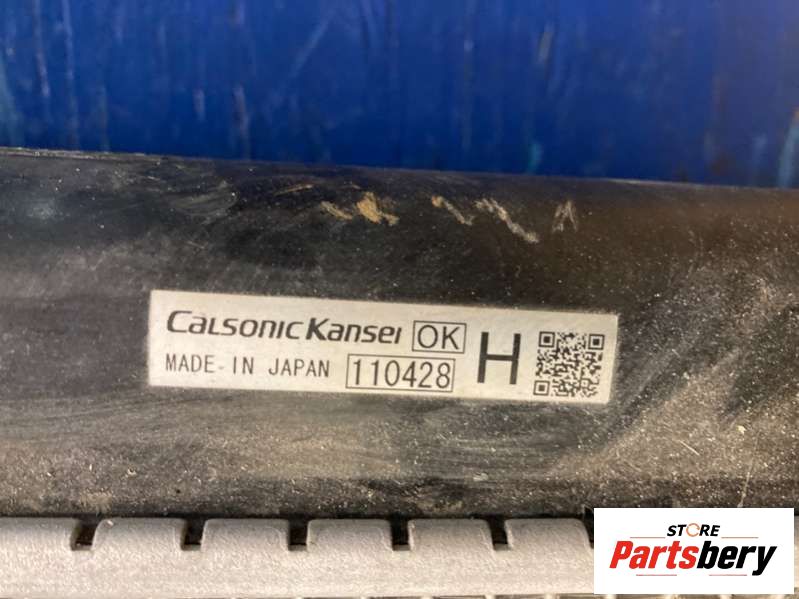 CALSONIC Kansei OK H
MADE-IN JAPAN 110428
STORE
Partsbery